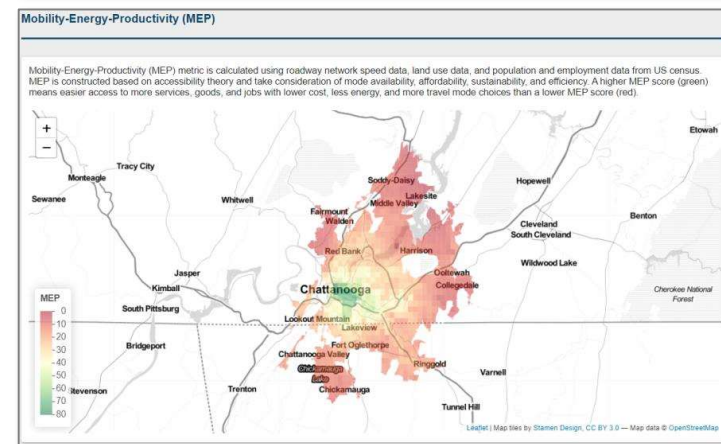 Mobility-Energy-Productivity (MEP)
Mobility-Energy-Productivity (MEP) metric is calculated using roadway network speed data, land use data, and population and employment data from US census.
MEP is constructed based on accessibility theory and take consideration of mode availability, affordability, sustainability, and efficiency. A higher MEP score (green)
means easier access to more services, goods, and jobs with lower cost, less energy, and more travel mode choices than a lower MEP score (red).
+
−
Etowah
Tracy City
Monteagle
Soddy-Daisy
Hopewell
Lakesite
Sewanee
Whitwell
Middle Valley
Fairmount
Walden
Benton
Cleveland
South Cleveland
Red Bank
Harrison
Wildwood Lake
Jasper
Ooltewah
Kimball
Chattanooga
Collegedale
Cherokee National
Forest
MEP
0
10
20
30
40
50
60
70
80
South Pittsburg
Lookout Mountain
Lakeview
Bridgeport
Fort Oglethorpe
Chattanooga Valley
Ringgold
Chickamauga
Lake
Varnell
Stevenson
Trenton
Chickamauga
Tunnel Hill
Leaflet | Map tiles by Stamen Design, CC BY 3.0 — Map data © OpenStreetMap